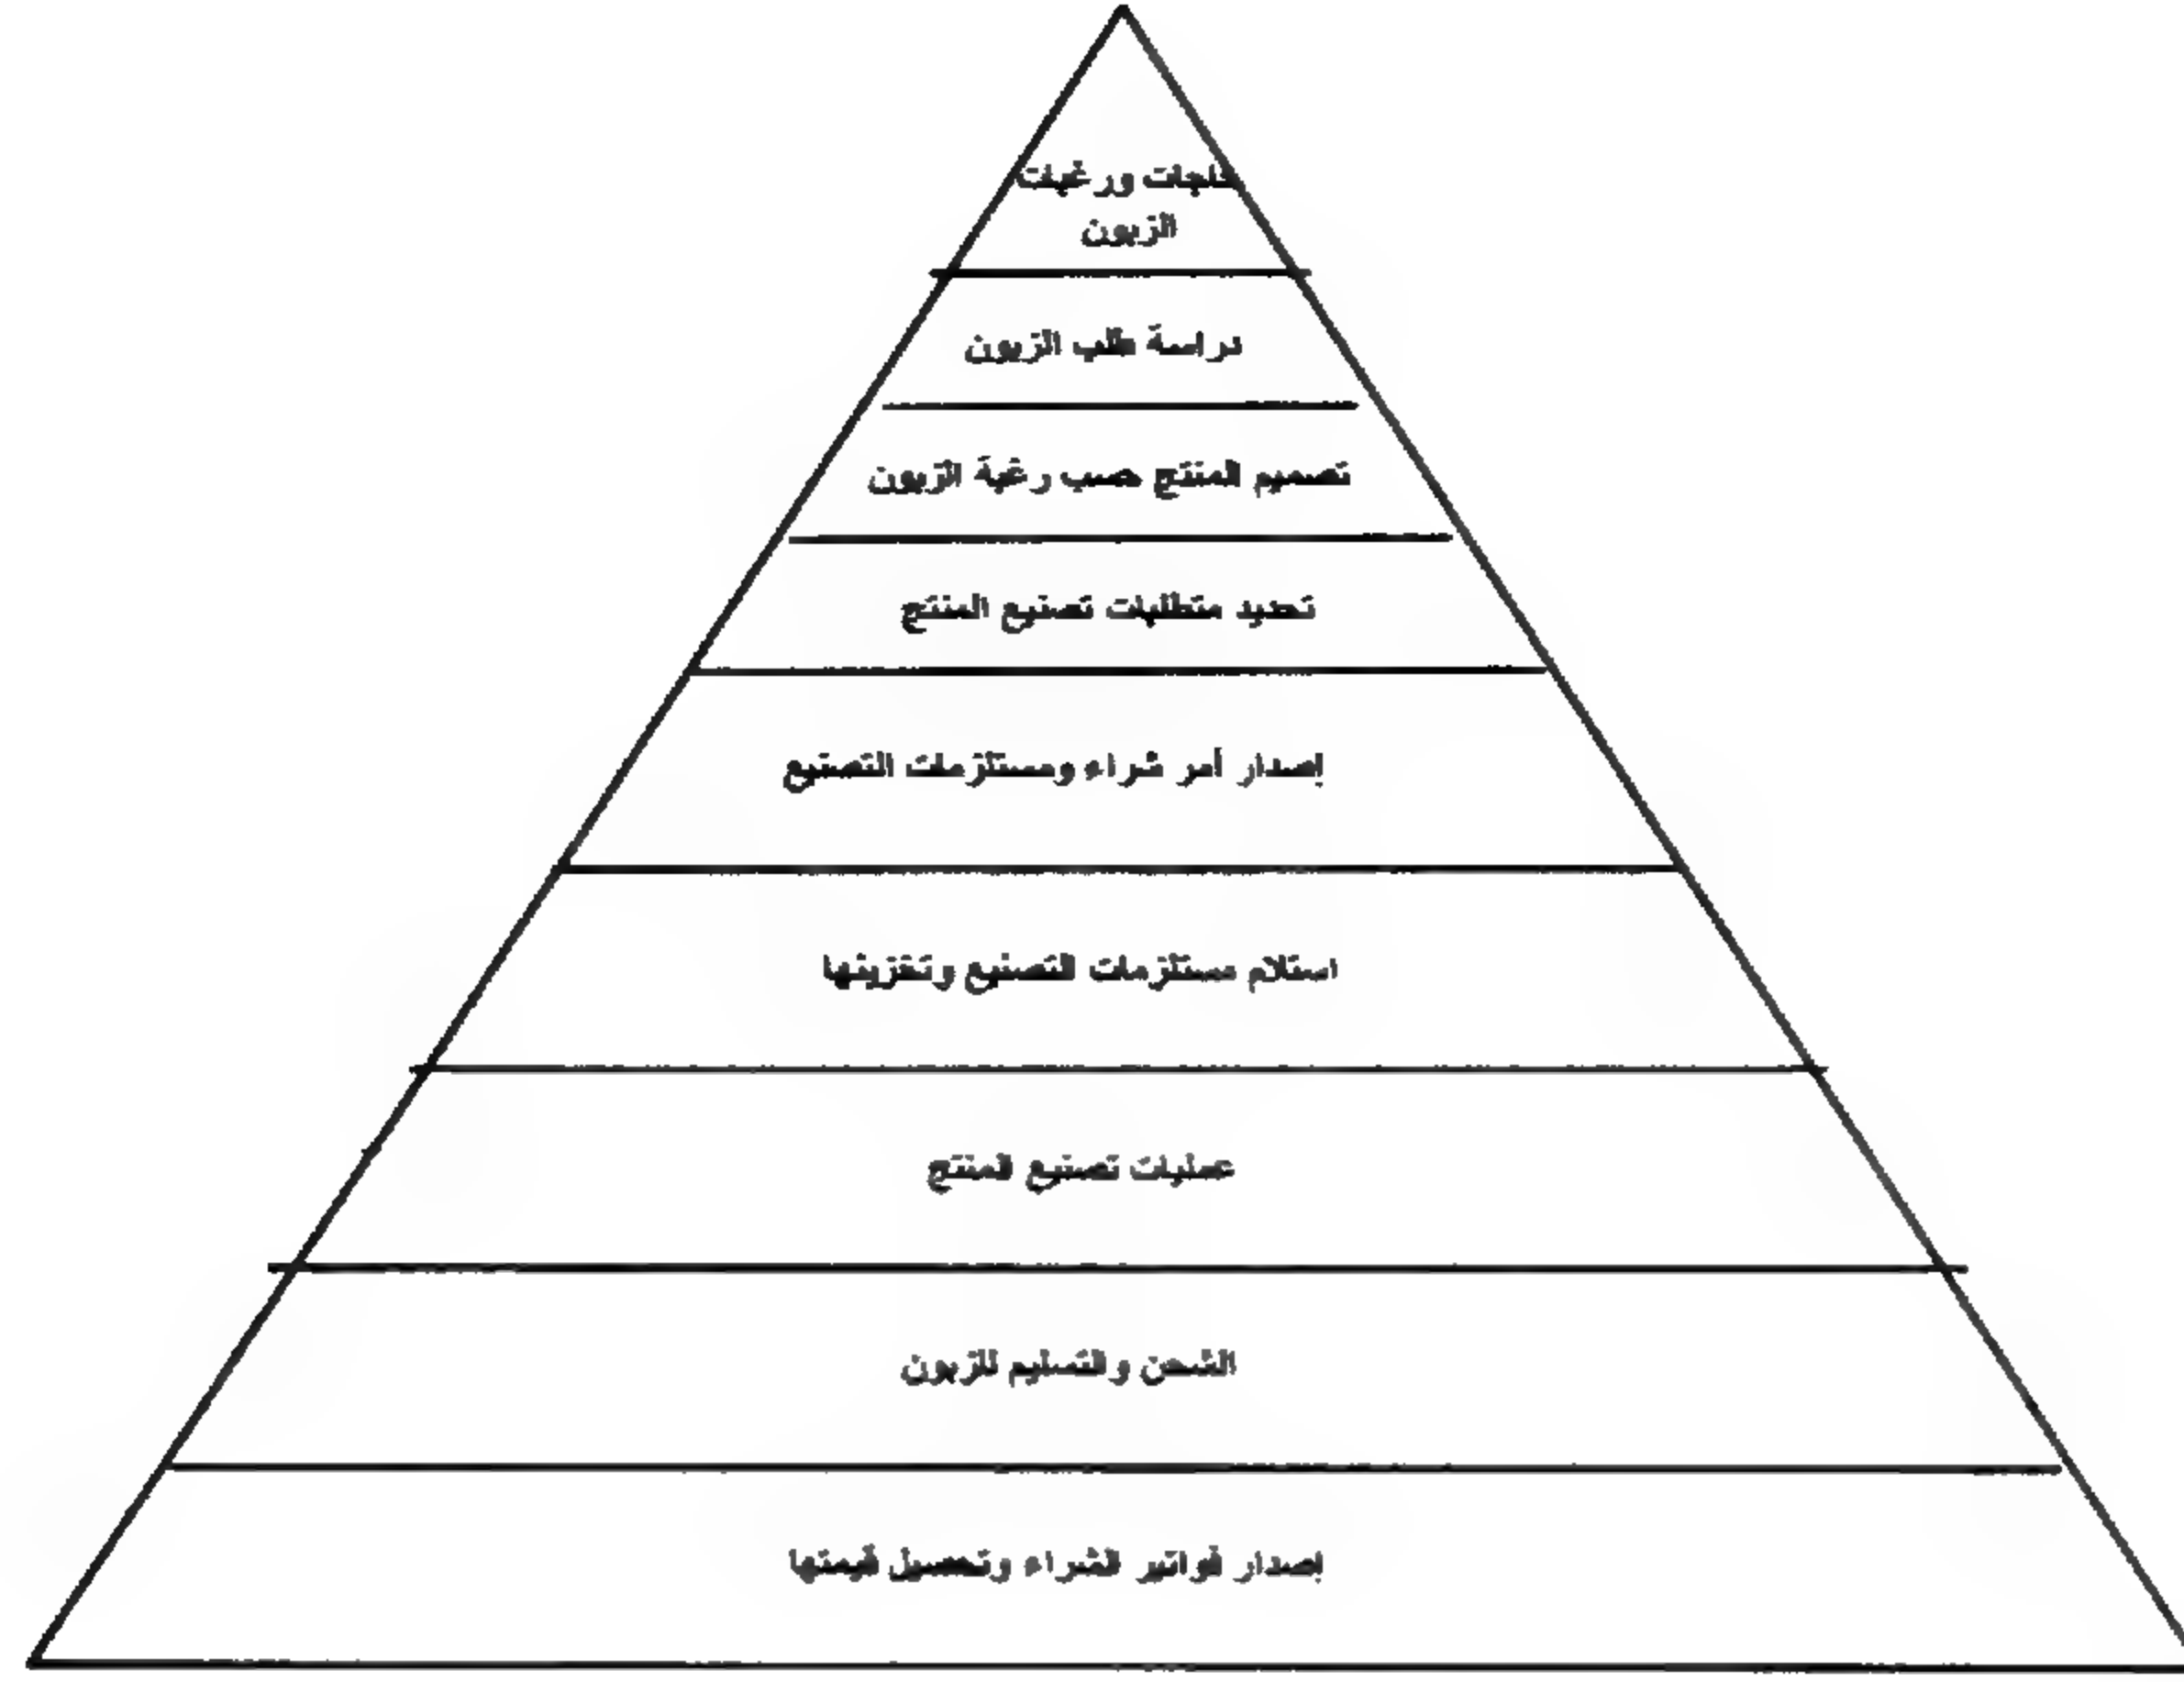 حاجات ورغبات
الزبون
دراسة طلب الزبون
تصميم المنتج حسب رغبة الزبون
تحديد متطلبات تصنيع المنتج
إصدار أمر شراء ومستلزمات التصنيع
استلام مستلزمات التصنيع وتخزينها
عمليات تصنيع المنتج
الشحن والتسليم للزبون
إصدار فواتير الشراء وتحصيل قيمتها